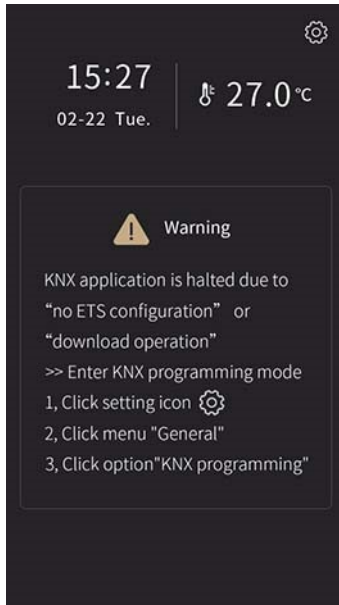 15:27
02-22 Tue.
27.0 °C
Warning
KNX application is halted due to
“no ETS configuration” or
“download operation”
>> Enter KNX programming mode
1, Click setting icon
2, Click menu "General"
3, Click option"KNX programming"